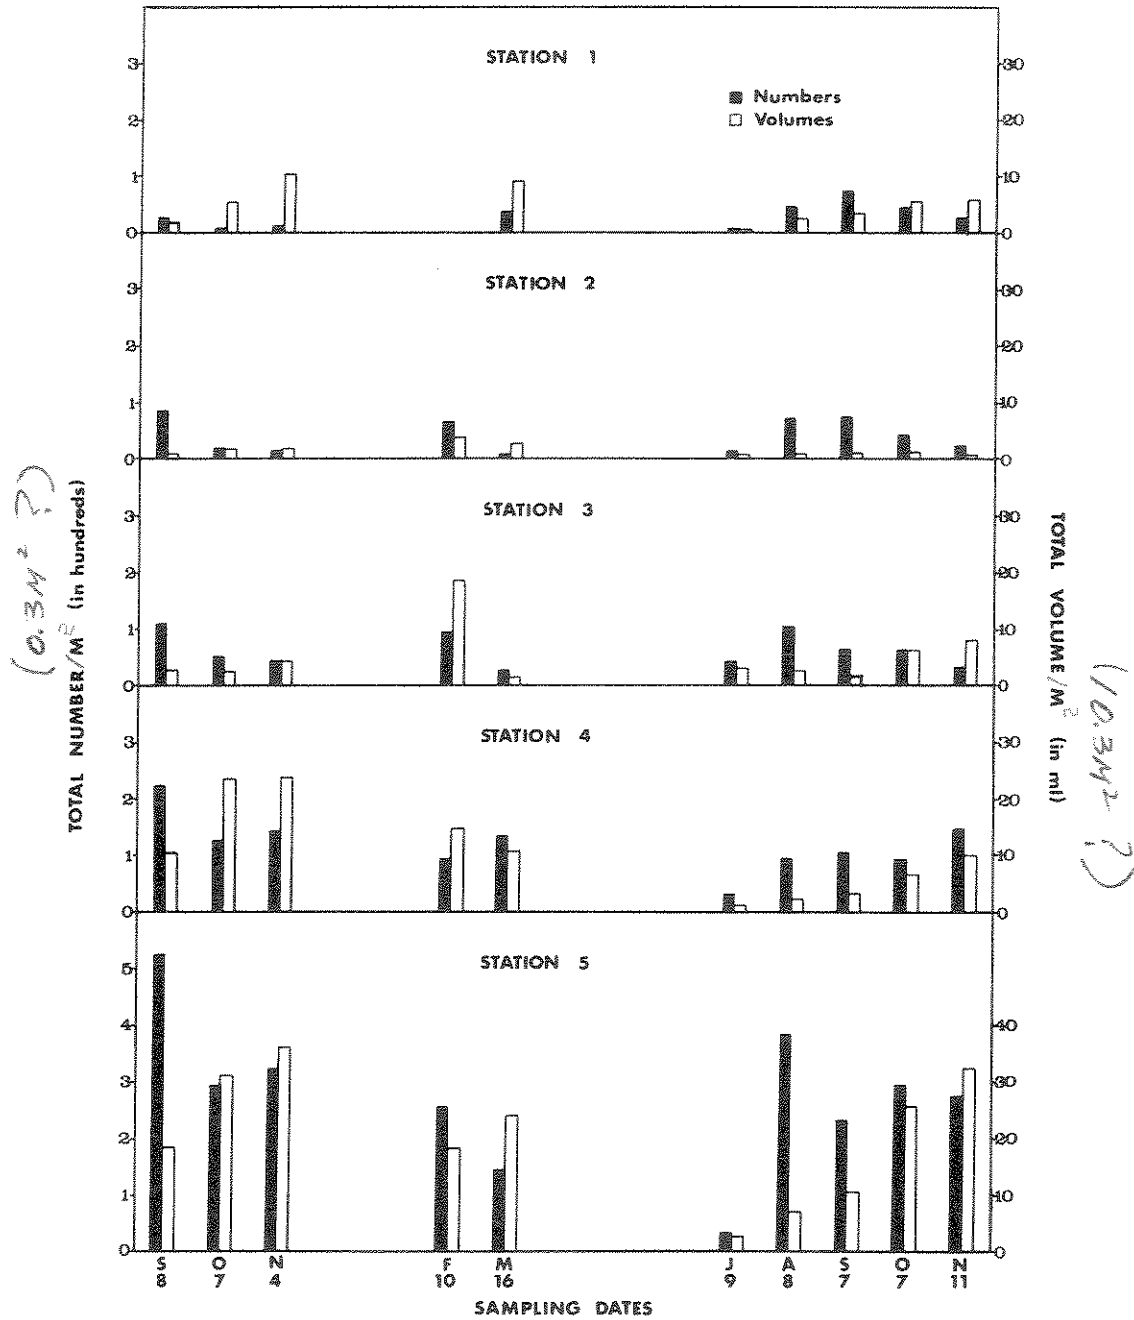 STATION 1
■ Numbers
□ Volumes
3 30
2 20
1 10
0 0
STATION 2
3 30
2 20
1 10
0 0
STATION 3
3 30
2 20
1 10
0 0
STATION 4
3 30
2 20
1 10
0 0
STATION 5
5
4 40
3 30
2 20
1 10
0 0
S O N F M J A S O N
8 7 4 10 16 9 8 7 7 11
SAMPLING DATES
TOTAL NUMBER/M² (in hundreds)
(0.3M² ?)
TOTAL VOLUME/M² (in ml)
(10.3M² ?)